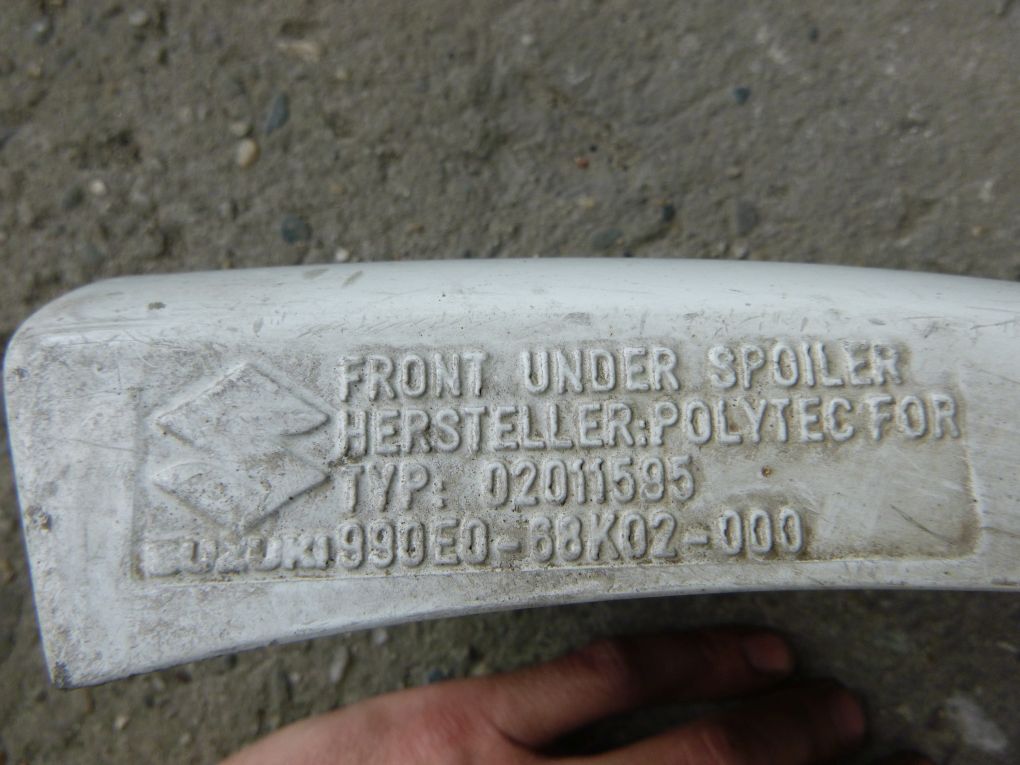 FRONT UNDER SPOILER
HERSTELLER:POLYTEC FOR
TYP: 02011595
SUZUKI 990E0-68K02-000